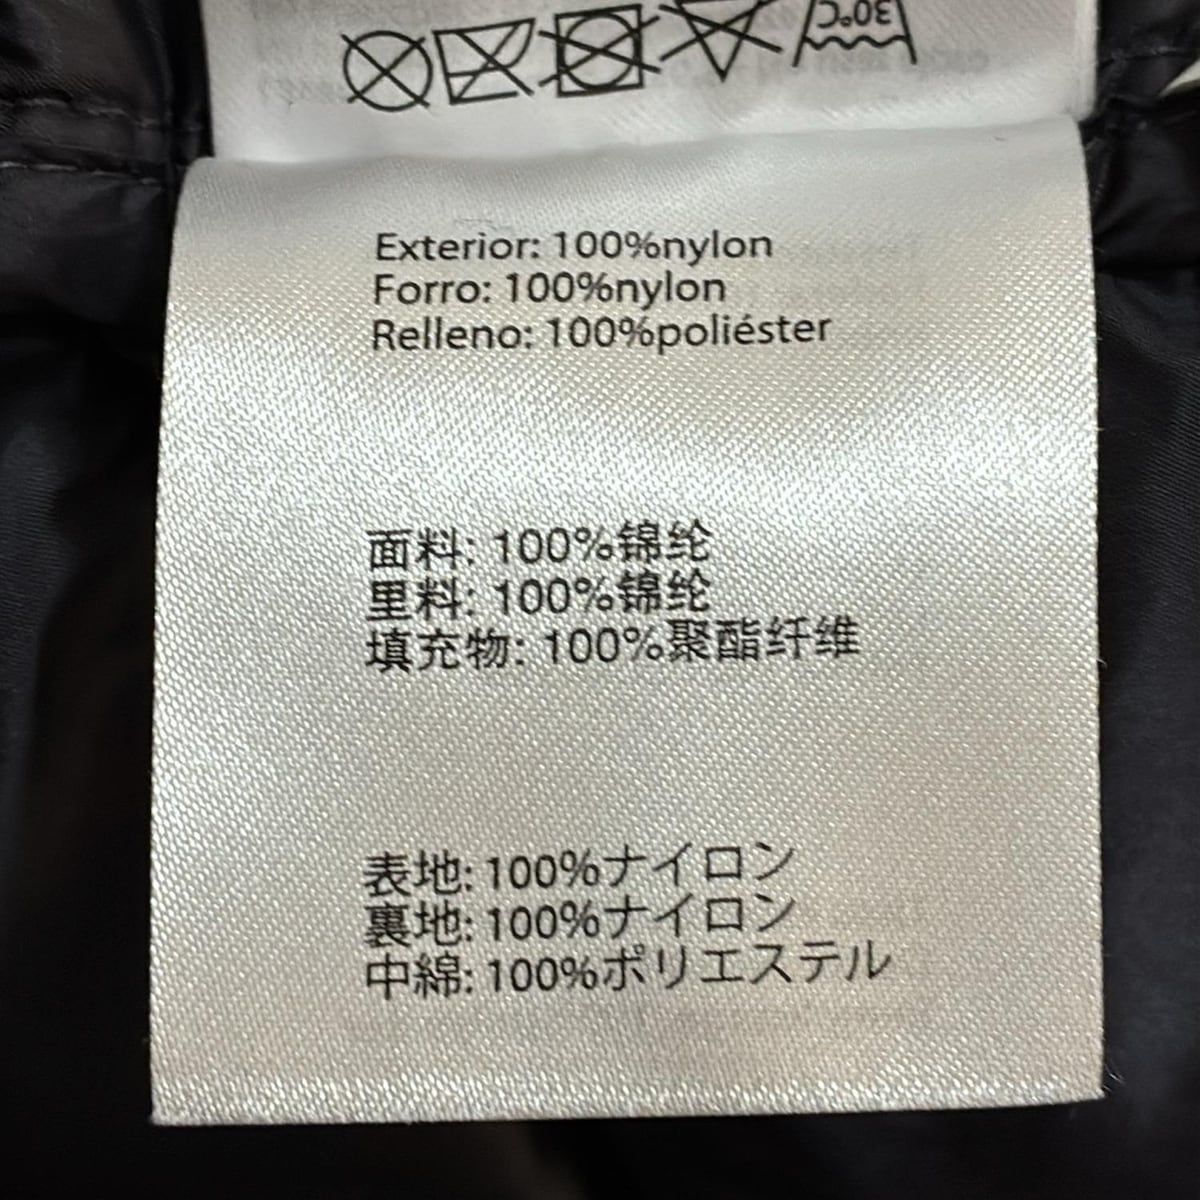 30°C
Exterior: 100%nylon
Forro: 100%nylon
Relleno: 100%poliéster
面料: 100%锦纶
里料: 100%锦纶
填充物: 100%聚酯纤维
表地: 100%ナイロン
裏地: 100%ナイロン
中綿: 100%ポリエステル